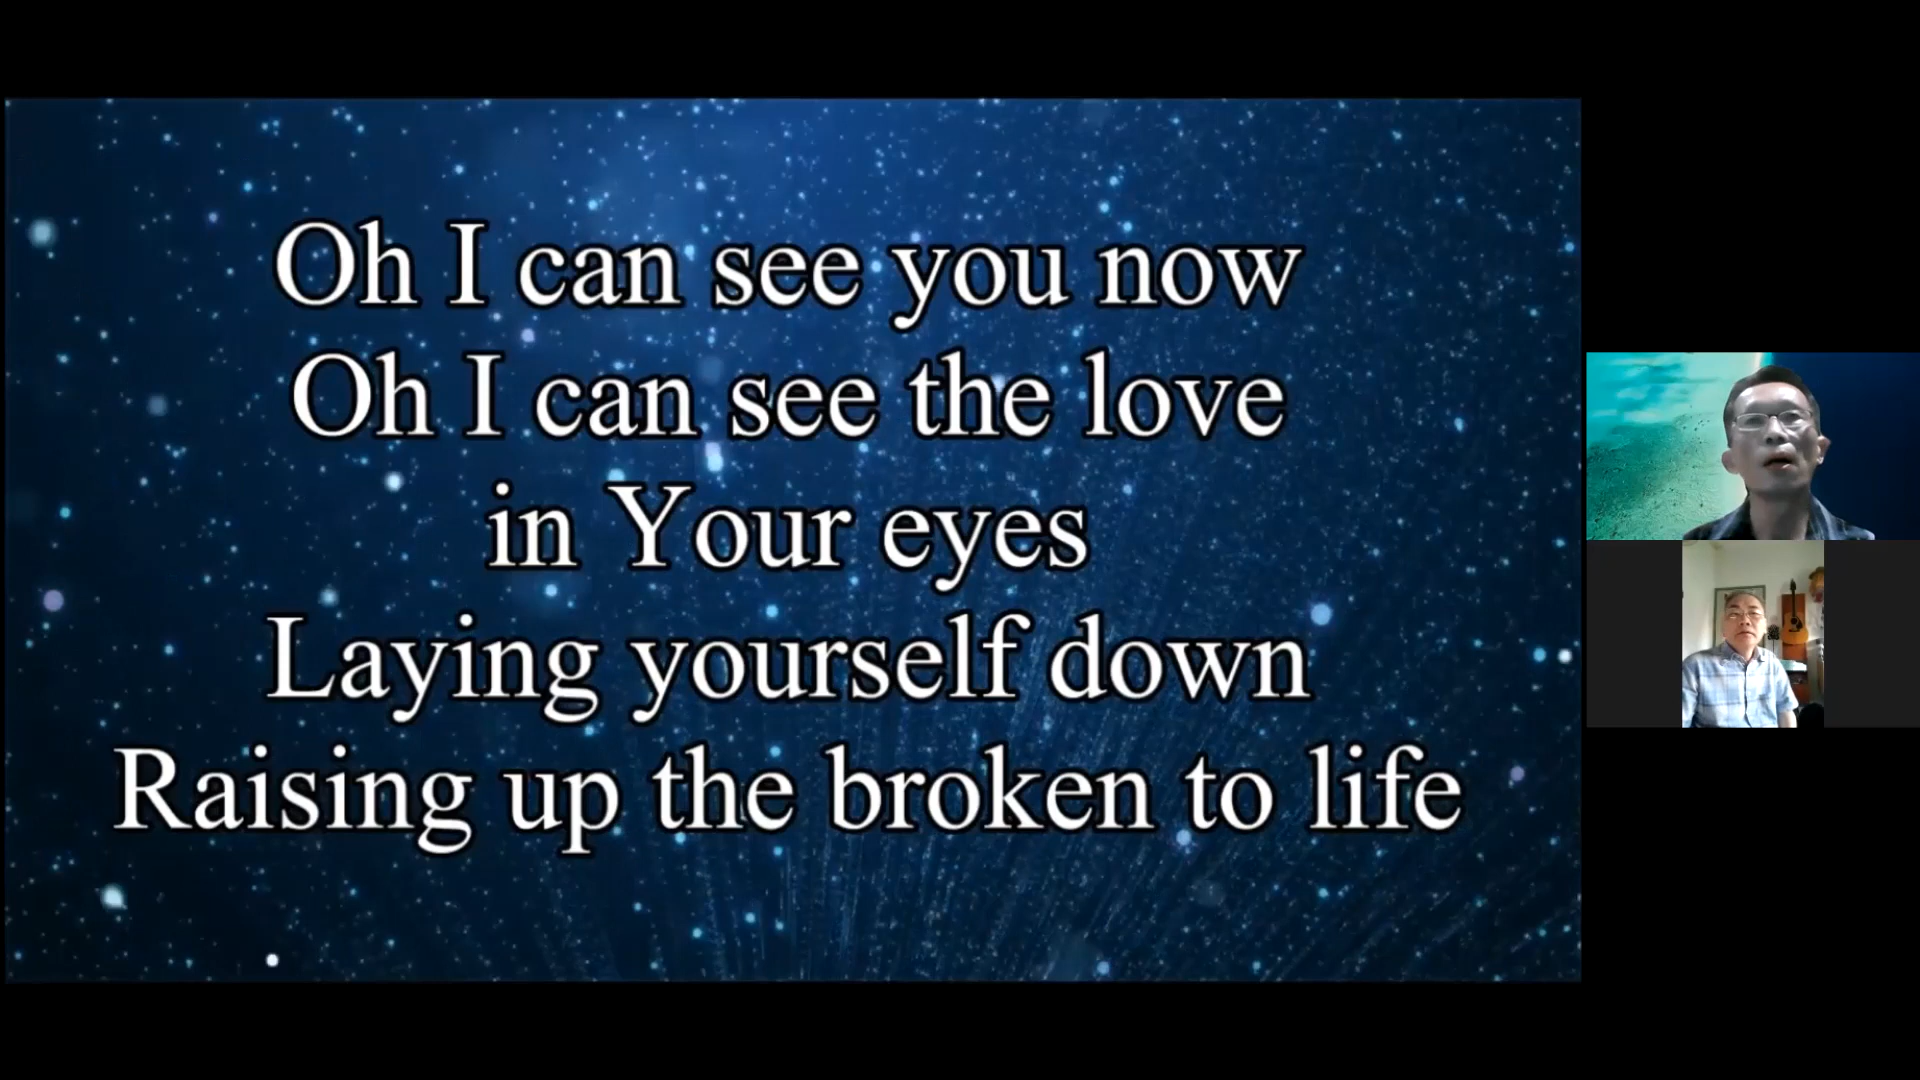 Oh I can see you now
Oh I can see the love
in Your eyes
Laying yourself down
Raising up the broken to life